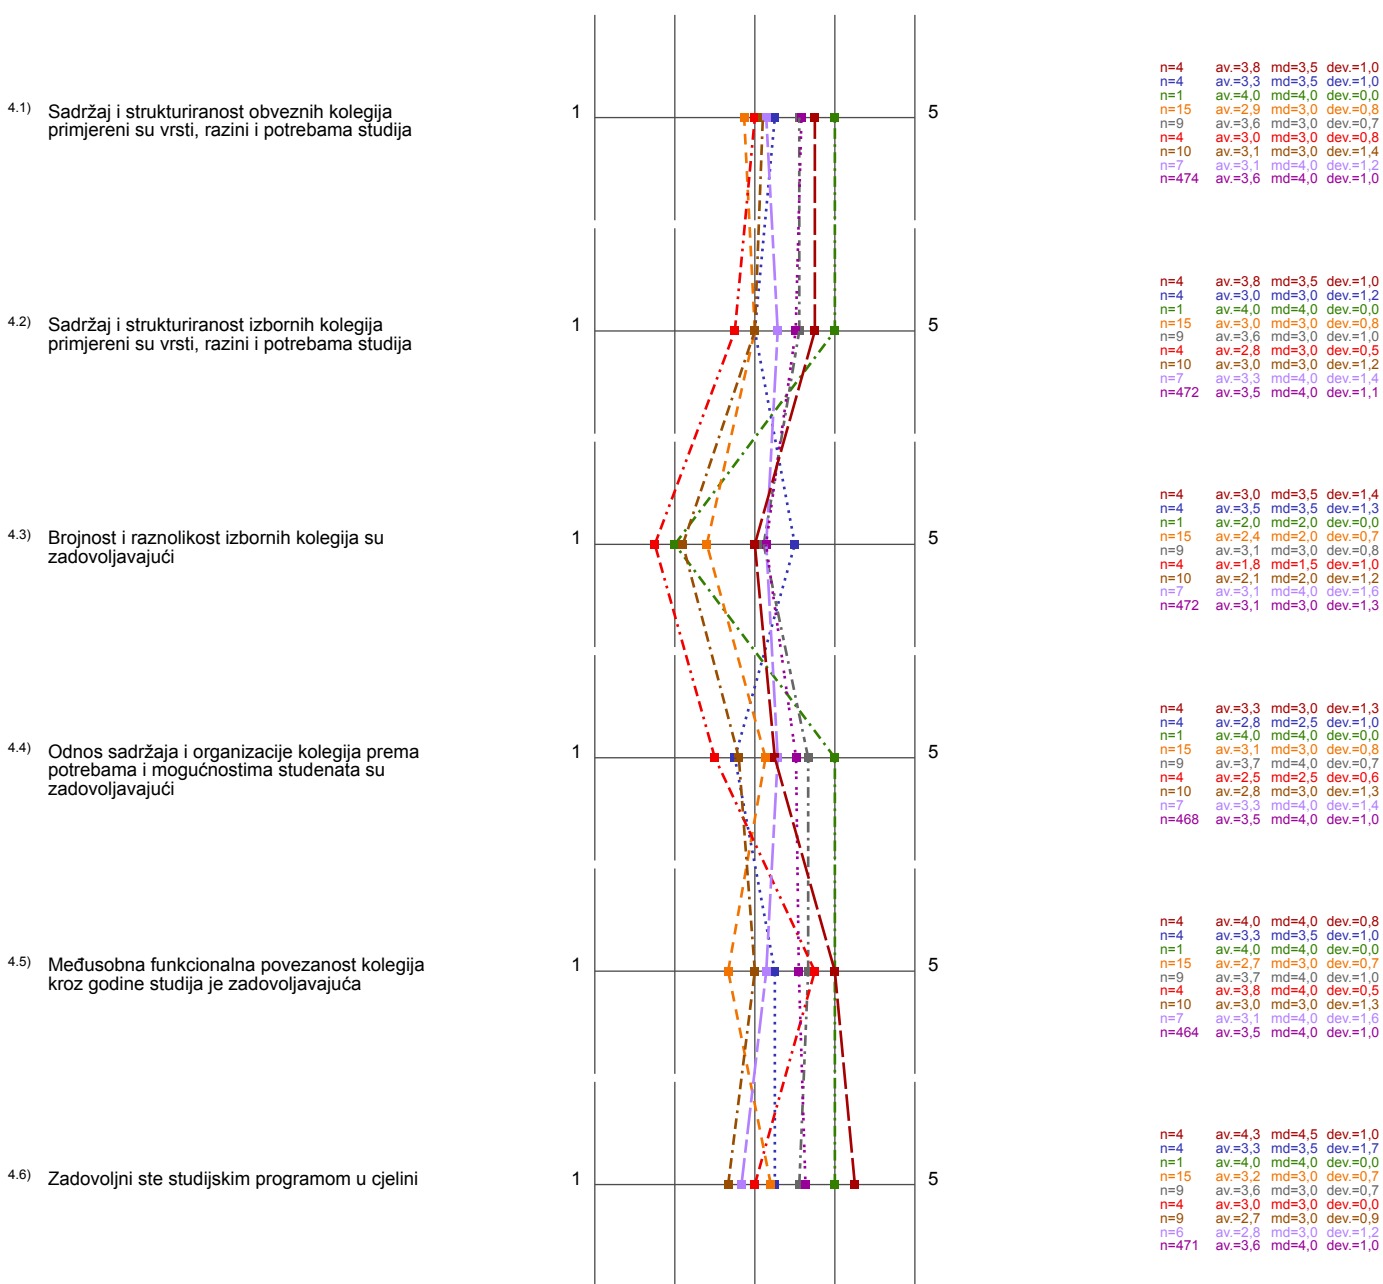 4.1) Sadržaj i strukturiranost obveznih kolegija
primjereni su vrsti, razini i potrebama studija
1
5
n=4 av.=3,8 md=3,5 dev.=1,0
n=4 av.=3,3 md=3,5 dev.=1,0
n=1 av.=4,0 md=4,0 dev.=0,0
n=15 av.=2,9 md=3,0 dev.=0,8
n=9 av.=3,6 md=3,0 dev.=0,7
n=4 av.=3,0 md=3,0 dev.=0,8
n=10 av.=3,1 md=3,0 dev.=1,4
n=7 av.=3,1 md=4,0 dev.=1,2
n=474 av.=3,6 md=4,0 dev.=1,0
4.2) Sadržaj i strukturiranost izbornih kolegija
primjereni su vrsti, razini i potrebama studija
1
5
n=4 av.=3,8 md=3,5 dev.=1,0
n=4 av.=3,0 md=3,0 dev.=1,2
n=1 av.=4,0 md=4,0 dev.=0,0
n=15 av.=3,0 md=3,0 dev.=0,8
n=9 av.=3,6 md=3,0 dev.=1,0
n=4 av.=2,8 md=3,0 dev.=0,5
n=10 av.=3,0 md=3,0 dev.=1,2
n=7 av.=3,3 md=4,0 dev.=1,4
n=472 av.=3,5 md=4,0 dev.=1,1
4.3) Brojnost i raznolikost izbornih kolegija su
zadovoljavajući
1
5
n=4 av.=3,0 md=3,5 dev.=1,4
n=4 av.=3,5 md=3,5 dev.=1,3
n=1 av.=2,0 md=2,0 dev.=0,0
n=15 av.=2,4 md=2,0 dev.=0,7
n=9 av.=3,1 md=3,0 dev.=0,8
n=4 av.=1,8 md=1,5 dev.=1,0
n=10 av.=2,1 md=2,0 dev.=1,2
n=7 av.=3,1 md=4,0 dev.=1,6
n=472 av.=3,1 md=3,0 dev.=1,3
4.4) Odnos sadržaja i organizacije kolegija prema
potrebama i mogućnostima studenata su
zadovoljavajući
1
5
n=4 av.=3,3 md=3,0 dev.=1,3
n=4 av.=2,8 md=2,5 dev.=1,0
n=1 av.=4,0 md=4,0 dev.=0,0
n=15 av.=3,1 md=3,0 dev.=0,8
n=9 av.=3,7 md=4,0 dev.=0,7
n=4 av.=2,5 md=2,5 dev.=0,6
n=10 av.=2,8 md=3,0 dev.=1,3
n=7 av.=3,3 md=4,0 dev.=1,4
n=468 av.=3,5 md=4,0 dev.=1,0
4.5) Međusobna funkcionalna povezanost kolegija
kroz godine studija je zadovoljavajuća
1
5
n=4 av.=4,0 md=4,0 dev.=0,8
n=4 av.=3,3 md=3,5 dev.=1,0
n=1 av.=4,0 md=4,0 dev.=0,0
n=15 av.=2,7 md=3,0 dev.=0,7
n=9 av.=3,7 md=4,0 dev.=1,0
n=4 av.=3,8 md=4,0 dev.=0,5
n=10 av.=3,0 md=3,0 dev.=1,3
n=7 av.=3,1 md=4,0 dev.=1,6
n=464 av.=3,5 md=4,0 dev.=1,0
4.6) Zadovoljni ste studijskim programom u cjelini
1
5
n=4 av.=4,3 md=4,5 dev.=1,0
n=4 av.=3,3 md=3,5 dev.=1,7
n=1 av.=4,0 md=4,0 dev.=0,0
n=15 av.=3,2 md=3,0 dev.=0,7
n=9 av.=3,6 md=3,0 dev.=0,7
n=4 av.=3,0 md=3,0 dev.=0,0
n=9 av.=2,7 md=3,0 dev.=0,9
n=6 av.=2,8 md=3,0 dev.=1,2
n=471 av.=3,6 md=4,0 dev.=1,0